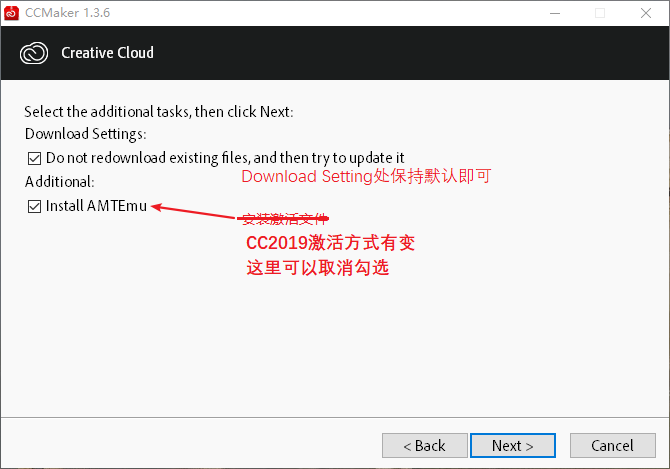 CCMaker 1.3.6
Creative Cloud
Select the additional tasks, then click Next:
Download Settings:
Do not redownload existing files, and then try to update it
Download Setting处保持默认即可
Additional:
Install AMTEmu
安装激活文件
CC2019激活方式有变
这里可以取消勾选
< Back
Next >
Cancel